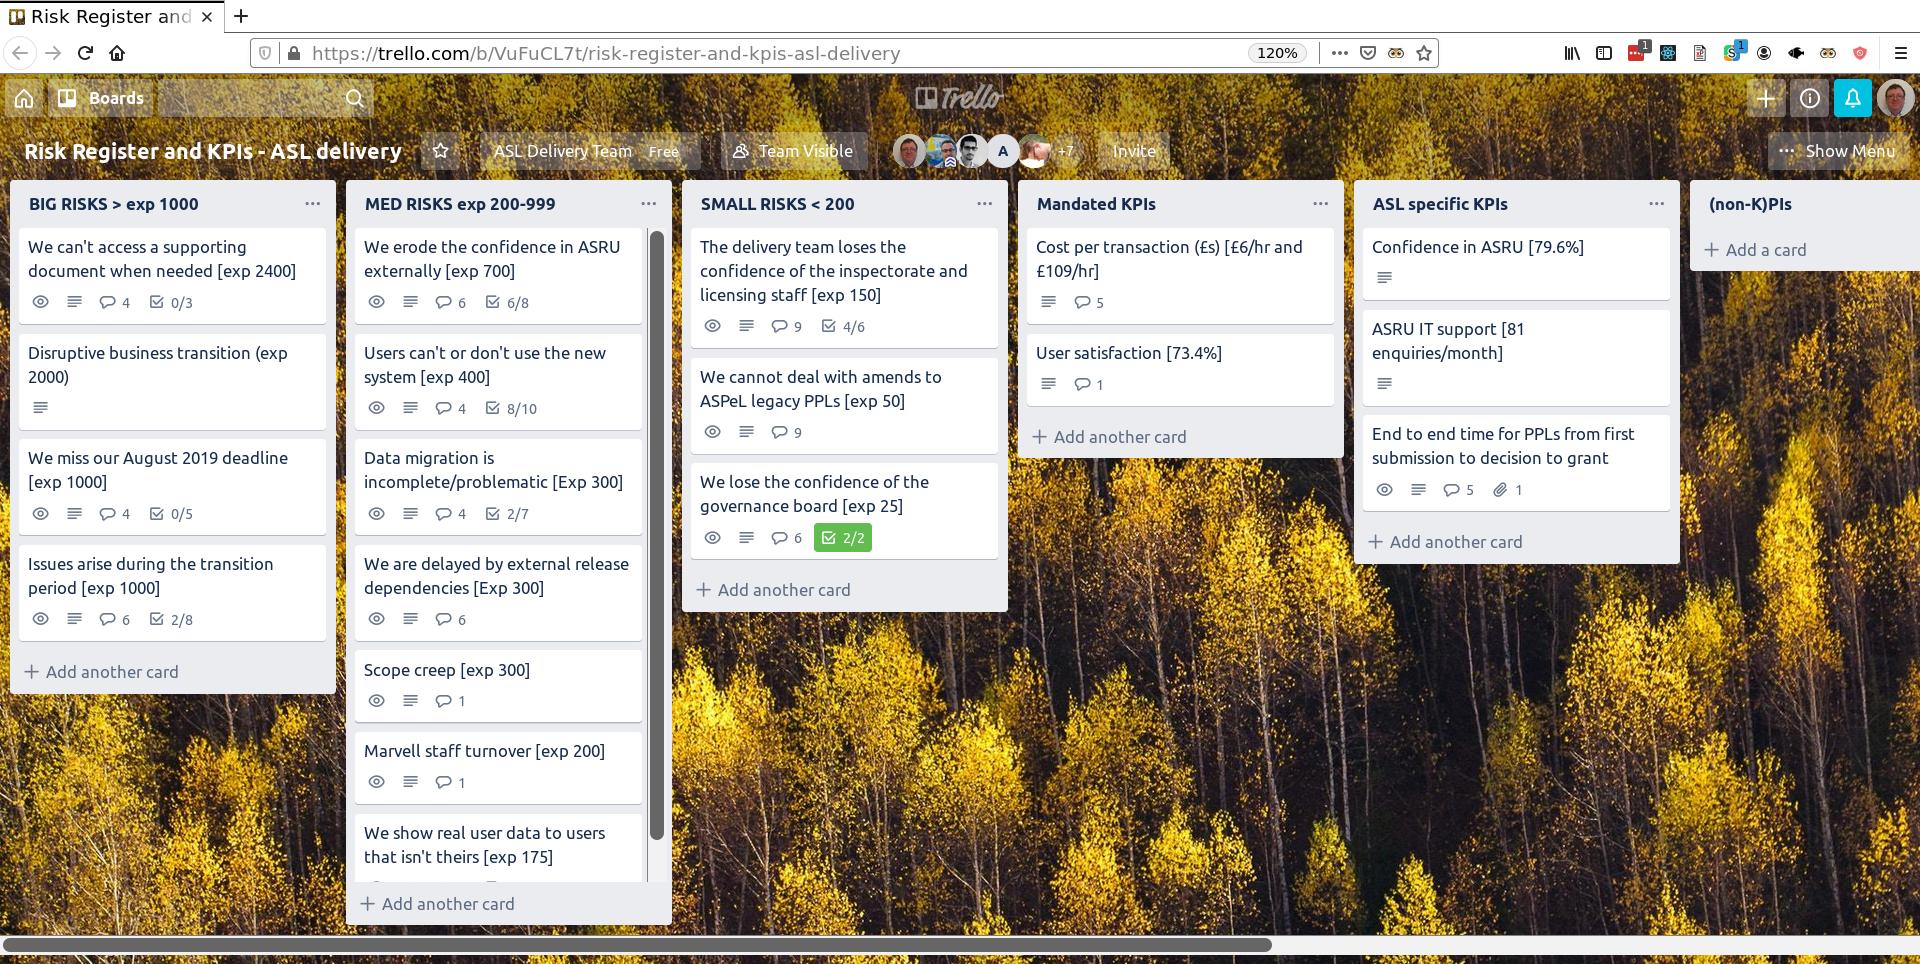 Risk Register and
https://trello.com/b/VuFuCL7t/risk-register-and-kpis-asl-delivery
120%
1
1
Boards
Trello
Risk Register and KPIs - ASL delivery
ASL Delivery Team Free
Team Visible
A
+7
Invite
Show Menu
BIG RISKS > exp 1000
We can't access a supporting
document when needed [exp 2400]
4 0/3
Disruptive business transition (exp
2000)
We miss our August 2019 deadline
[exp 1000]
4 0/5
Issues arise during the transition
period [exp 1000]
6 2/8
Add another card
MED RISKS exp 200-999
We erode the confidence in ASRU
externally [exp 700]
6 6/8
Users can't or don't use the new
system [exp 400]
4 8/10
Data migration is
incomplete/problematic [Exp 300]
4 2/7
We are delayed by external release
dependencies [Exp 300]
6
Scope creep [exp 300]
1
Marvell staff turnover [exp 200]
1
We show real user data to users
that isn't theirs [exp 175]
Add another card
SMALL RISKS < 200
The delivery team loses the
confidence of the inspectorate and
licensing staff [exp 150]
9 4/6
We cannot deal with amends to
ASPeL legacy PPLs [exp 50]
9
We lose the confidence of the
governance board [exp 25]
6 2/2
Add another card
Mandated KPIs
Cost per transaction (£s) [£6/hr and
£109/hr]
5
User satisfaction [73.4%]
1
Add another card
ASL specific KPIs
Confidence in ASRU [79.6%]
ASRU IT support [81
enquiries/month]
End to end time for PPLs from first
submission to decision to grant
5 1
Add another card
(non-K)PIs
Add a card